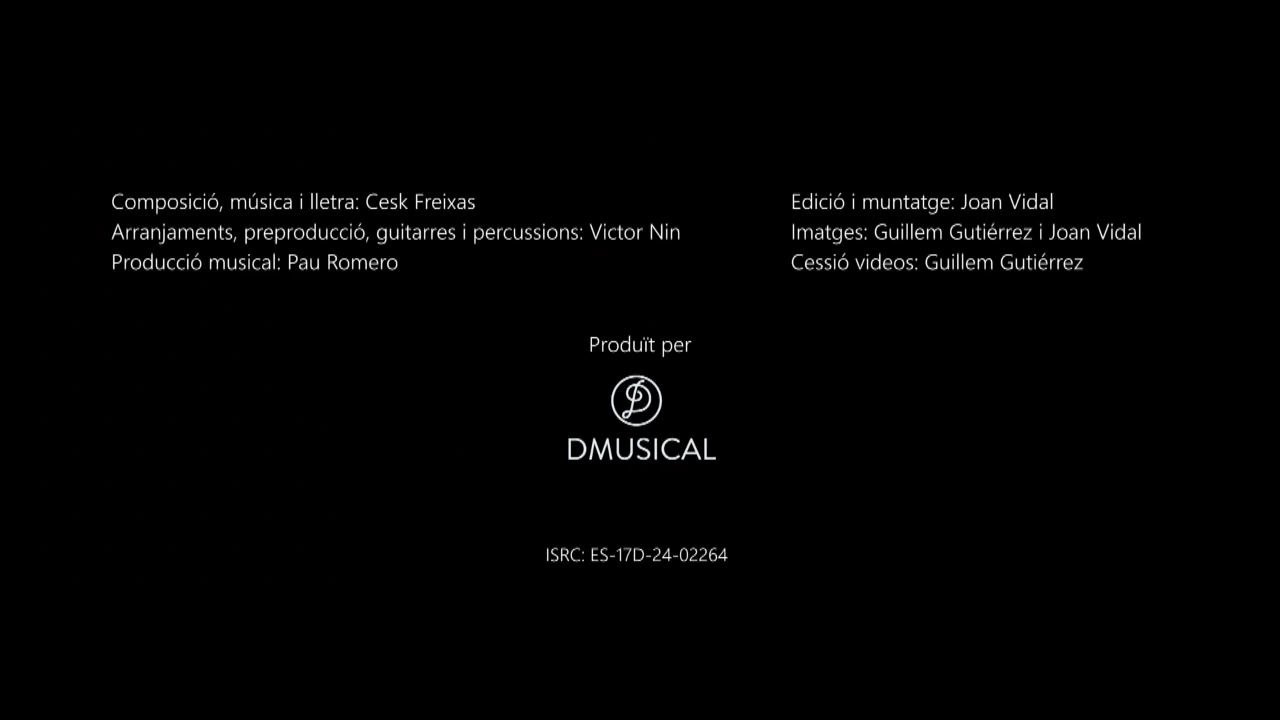 Composició, música i lletra: Cesk Freixas
Arranjaments, preproducció, guitarres i percussions: Victor Nin
Producció musical: Pau Romero
Edició i muntatge: Joan Vidal
Imatges: Guillem Gutiérrez i Joan Vidal
Cessió videos: Guillem Gutiérrez
Produït per
DMUSICAL
ISRC: ES-17D-24-02264